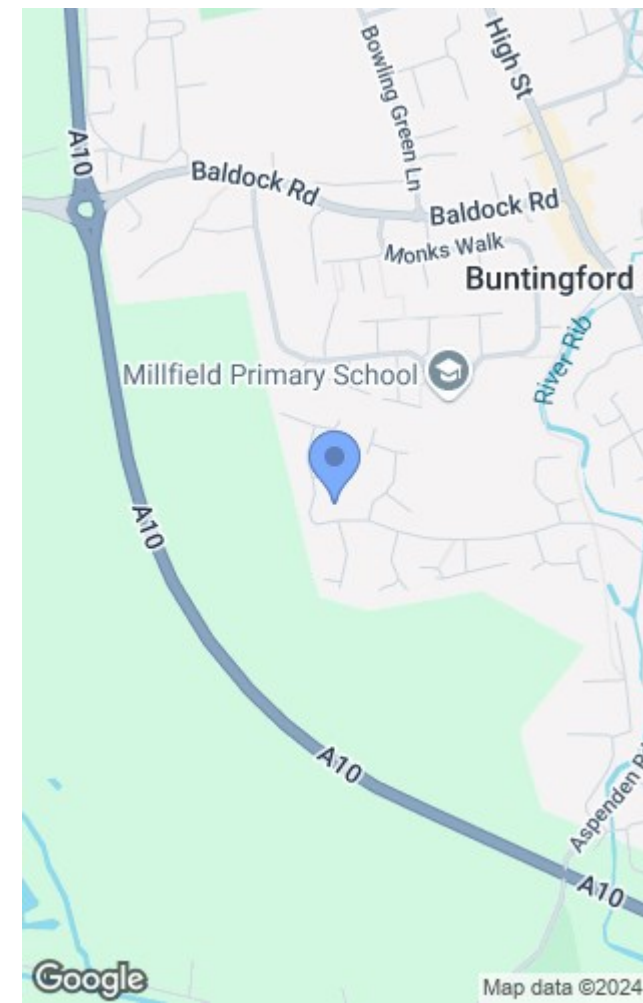 Bowling Green Ln
High St
A10
Baldock Rd
Baldock Rd
Monks Walk
Buntingford
River Rib
Millfield Primary School
A10
A10
Aspenden R
A10
Google
Map data ©2024